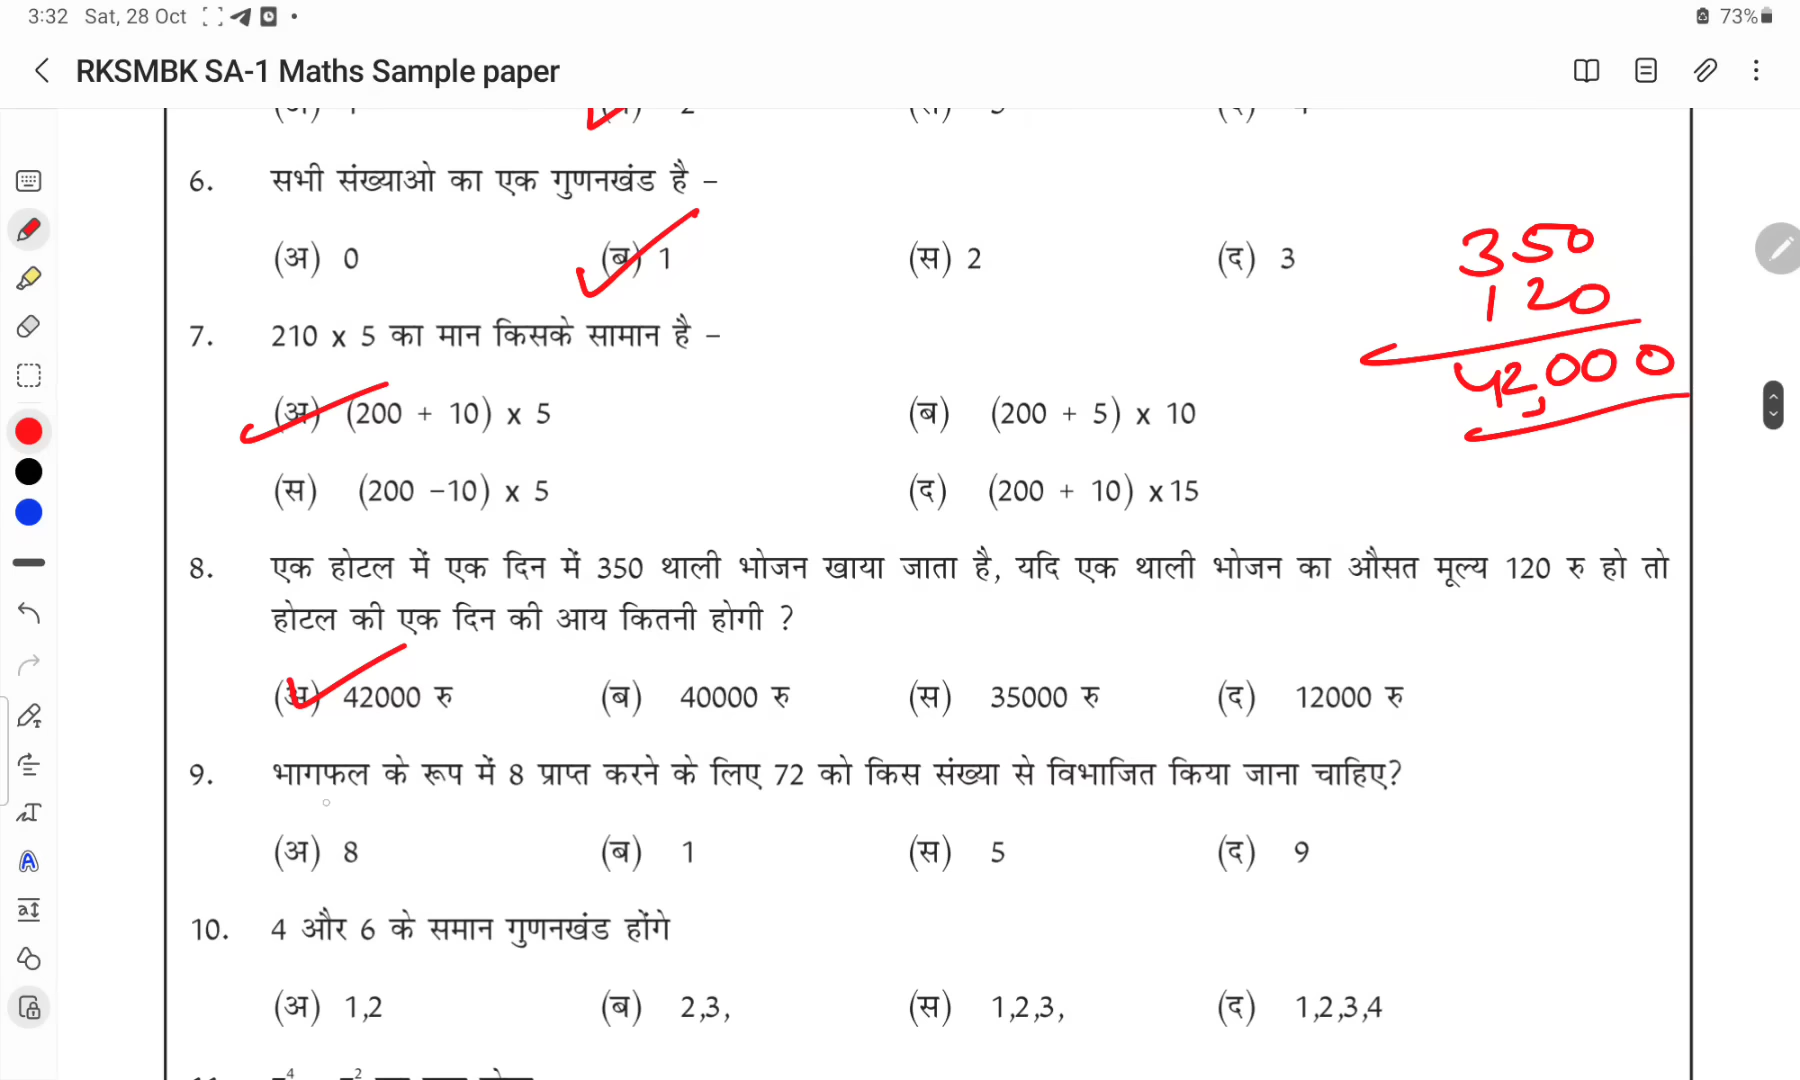 3:32 Sat, 28 Oct
73%
RKSMBK SA-1 Maths Sample paper
6. सभी संख्याओ का एक गुणनखंड है –
(अ) 0 (ब) 1 (स) 2 (द) 3
350
120
42,000
7. 210 x 5 का मान किसके सामान है –
(अ) (200 + 10) x 5 (ब) (200 + 5) x 10
(स) (200 –10) x 5 (द) (200 + 10) x 15
8. एक होटल में एक दिन में 350 थाली भोजन खाया जाता है, यदि एक थाली भोजन का औसत मूल्य 120 रु हो तो
होटल की एक दिन की आय कितनी होगी ?
(अ) 42000 रु (ब) 40000 रु (स) 35000 रु (द) 12000 रु
9. भागफल के रूप में 8 प्राप्त करने के लिए 72 को किस संख्या से विभाजित किया जाना चाहिए?
(अ) 8 (ब) 1 (स) 5 (द) 9
10. 4 और 6 के समान गुणनखंड होंगे
(अ) 1,2 (ब) 2,3, (स) 1,2,3, (द) 1,2,3,4